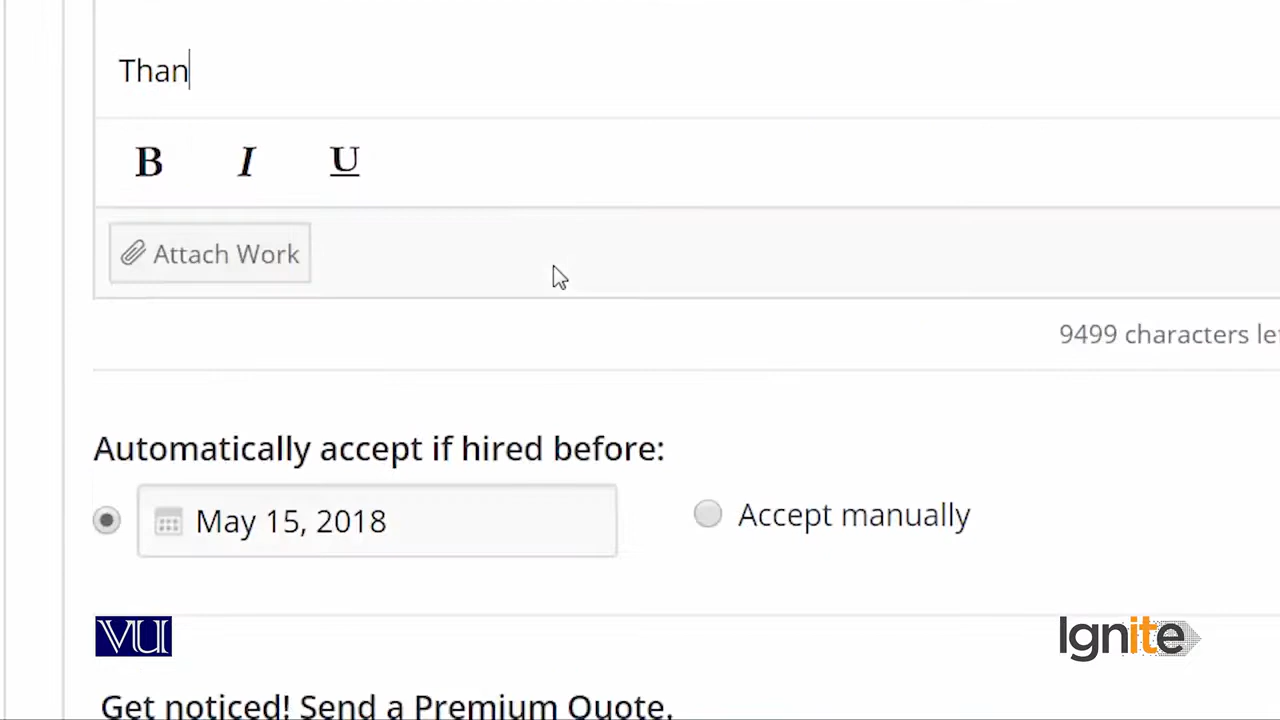 Than
B I U
Attach Work
9499 characters le
Automatically accept if hired before:
May 15, 2018
Accept manually
VU
Ignite
Get noticed! Send a Premium Quote.